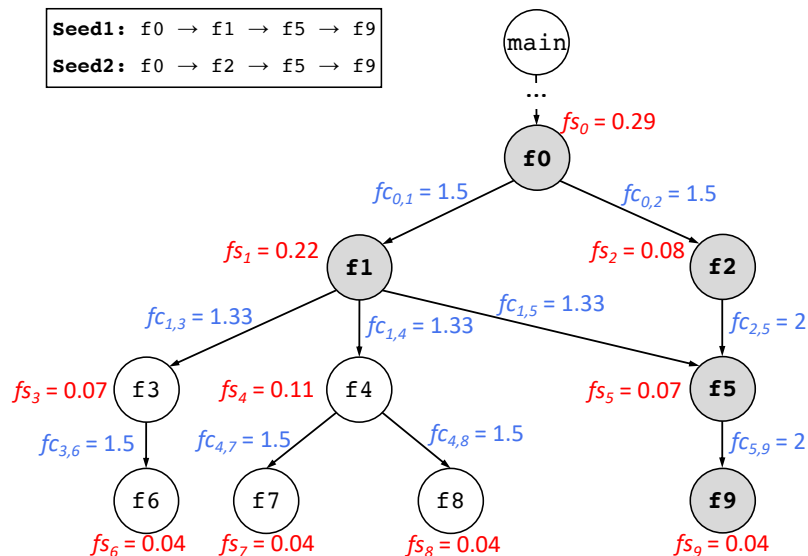 Seed1: f0 → f1 → f5 → f9
Seed2: f0 → f2 → f5 → f9
main
...
fs0 = 0.29
f0
fc0,1 = 1.5
fc0,2 = 1.5
fs1 = 0.22
f1
fs2 = 0.08
f2
fc1,3 = 1.33
fc1,4 = 1.33
fc1,5 = 1.33
fc2,5 = 2
fs3 = 0.07
f3
fs4 = 0.11
f4
fs5 = 0.07
f5
fc3,6 = 1.5
fc4,7 = 1.5
fc4,8 = 1.5
fc5,9 = 2
f6
f7
f8
f9
fs6 = 0.04
fs7 = 0.04
fs8 = 0.04
fs9 = 0.04